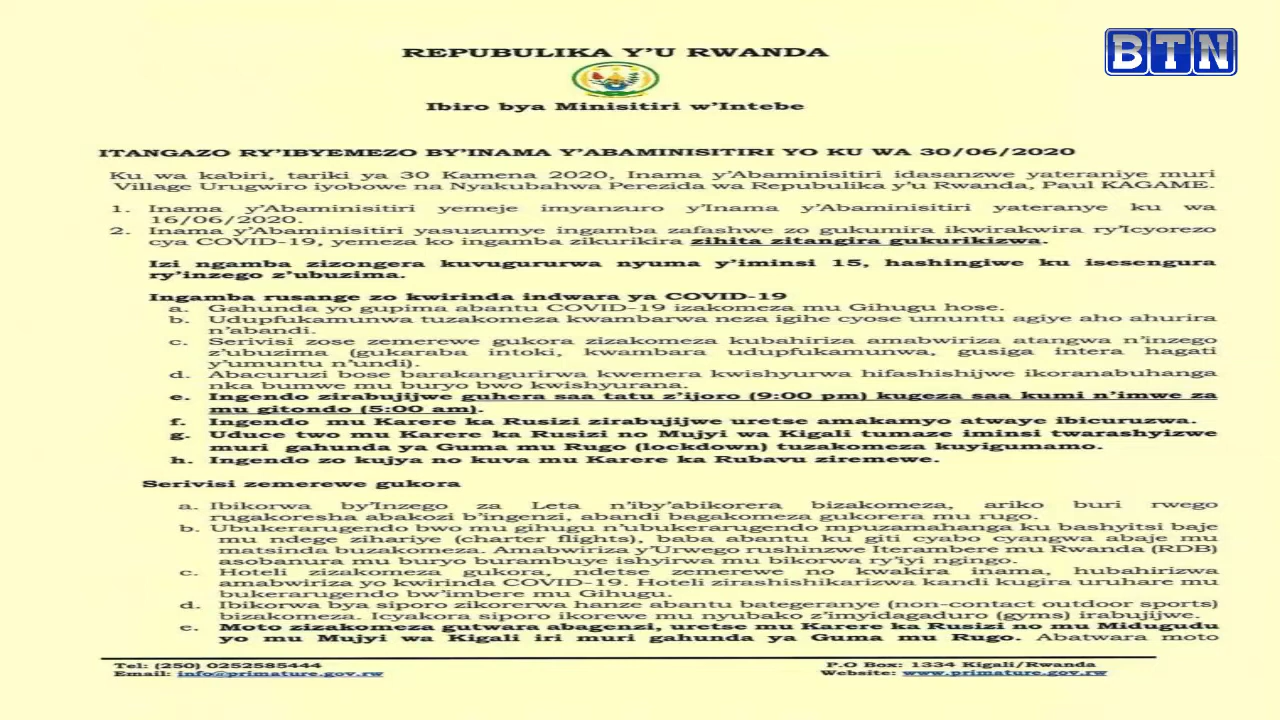 BTN
REPUBULIKA Y'U RWANDA
Ibiro bya Minisitiri w'Intebe
ITANGAZO RY'IBYEMEZO BY'INAMA Y'ABAMINISITIRI YO KU WA 30/06/2020
Ku wa kabiri, tariki ya 30 Kamena 2020, Inama y'Abaminisitiri idasanzwe yateraniye muri
Village Urugwiro iyobowe na Nyakubahwa Perezida wa Repubulika y'u Rwanda, Paul KAGAME.
1. Inama y'Abaminisitiri yemeje imyanzuro y'Inama y'Abaminisitiri yateranye ku wa
16/06/2020.
2. Inama y'Abaminisitiri yasuzumye ingamba zafashwe zo gukumira ikwirakwira ry'Icyorezo
cya COVID-19, yemeza ko ingamba zikurikira zihita zitangira gukurikizwa.
Izi ngamba zizongera kuvugururwa nyuma y'iminsi 15, hashingiwe ku isesengura
ry'inzego z'ubuzima.
Ingamba rusange zo kwirinda indwara ya COVID-19
a. Gahunda yo gupima abantu COVID-19 izakomeza mu Gihugu hose.
b. Udupfukamunwa tuzakomeza kwambarwa neza igihe cyose umuntu agiye aho ahurira
n'abandi.
c. Serivisi zose zemerewe gukora zizakomeza kubahiriza amabwiriza atangwa n'inzego
z'ubuzima (gukaraba intoki, kwambara udupfukamunwa, gusiga intera hagati
y'umuntu n'undi).
d. Abacuruzi bose barakangurirwa kwemera kwishyurwa hifashishijwe ikoranabuhanga
nka bumwe mu buryo bwo kwishyurana.
e. Ingendo zirabujijwe guhera saa tatu z'ijoro (9:00 pm) kugeza saa kumi n'imwe za
mu gitondo (5:00 am).
f. Ingendo mu Karere ka Rusizi zirabujijwe uretse amakamyo atwaye ibicuruzwa.
g. Uduce two mu Karere ka Rusizi no Mujyi wa Kigali tumaze iminsi twarashyizwe
muri gahunda ya Guma mu Rugo (lockdown) tuzakomeza kuyigumamo.
h. Ingendo zo kujya no kuva mu Karere ka Rubavu ziremewe.
Serivisi zemerewe gukora
a. Ibikorwa by'Inzego za Leta n'iby'abikorera bizakomeza, ariko buri rwego
rugakoresha abakozi b'ingenzi, abandi bagakomeza gukorera mu rugo.
b. Ubukerarugendo bwo mu gihugu n'ubukerarugendo mpuzamahanga ku bashyitsi baje
mu ndege zihariye (charter flights), baba abantu ku giti cyabo cyangwa abaje mu
matsinda buzakomeza. Amabwiriza y'Urwego rushinzwe Iterambere mu Rwanda (RDB)
asobanura mu buryo burambuye ishyirwa mu bikorwa ry'iyi ngingo.
c. Hoteli zizakomeza gukora, ndetse zemerewe no kwakira inama, hubahirizwa
amabwiriza yo kwirinda COVID-19. Hoteli zirashishikarizwa kandi kugira uruhare mu
bukerarugendo bw'imbere mu Gihugu.
d. Ibikorwa bya siporo zikorerwa hanze abantu bategeranye (non-contact outdoor sports)
bizakomeza. Icyakora siporo ikorewe mu nyubako z'imyidagaduro (gyms) irabujijwe.
e. Moto zizakomeza gutwara abagenzi, uretse mu Karere ka Rusizi no mu Midugudu
yo mu Mujyi wa Kigali iri muri gahunda ya Guma mu Rugo. Abatwara moto
Tel: (250) 0252585444 P.O Box: 1334 Kigali/Rwanda
Email: info@primature.gov.rw Website: www.primature.gov.rw